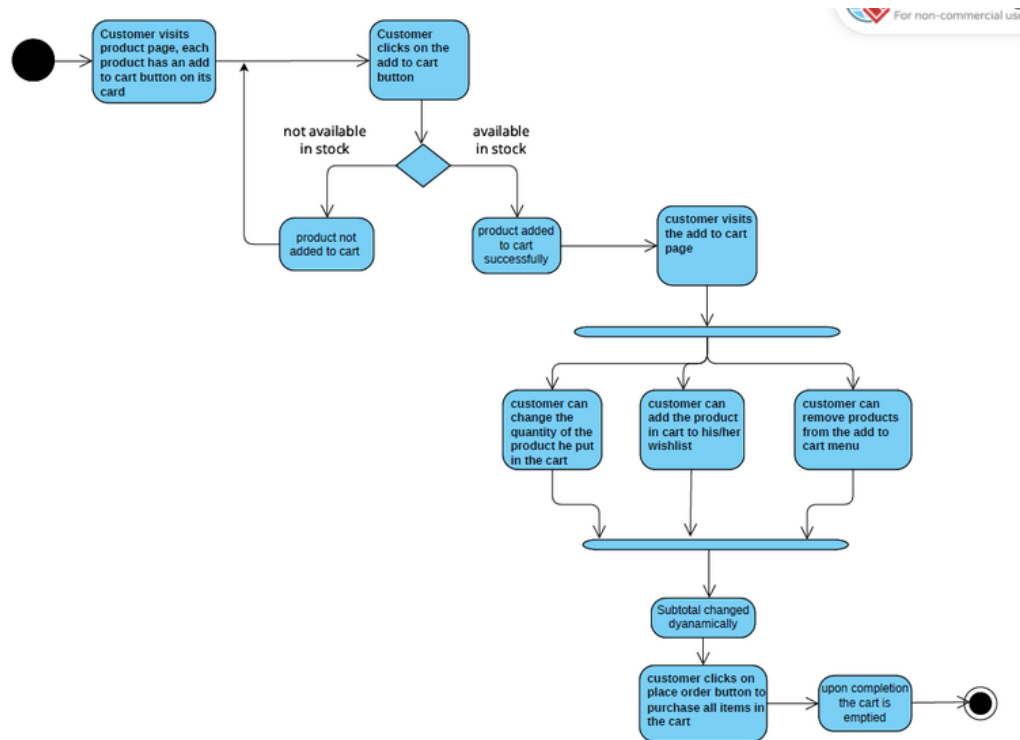 For non-commercial use
Customer visits
product page, each
product has an add
to cart button on its
card
Customer
clicks on the
add to cart
button
not available
in stock
available
in stock
product not
added to cart
product added
to cart
successfully
customer visits
the add to cart
page
customer can
change the
quantity of the
product he put
in the cart
customer can
add the product
in cart to his/her
wishlist
customer can
remove products
from the add to
cart menu
Subtotal changed
dyanamically
customer clicks on
place order button to
purchase all items in
the cart
upon completion
the cart is
emptied